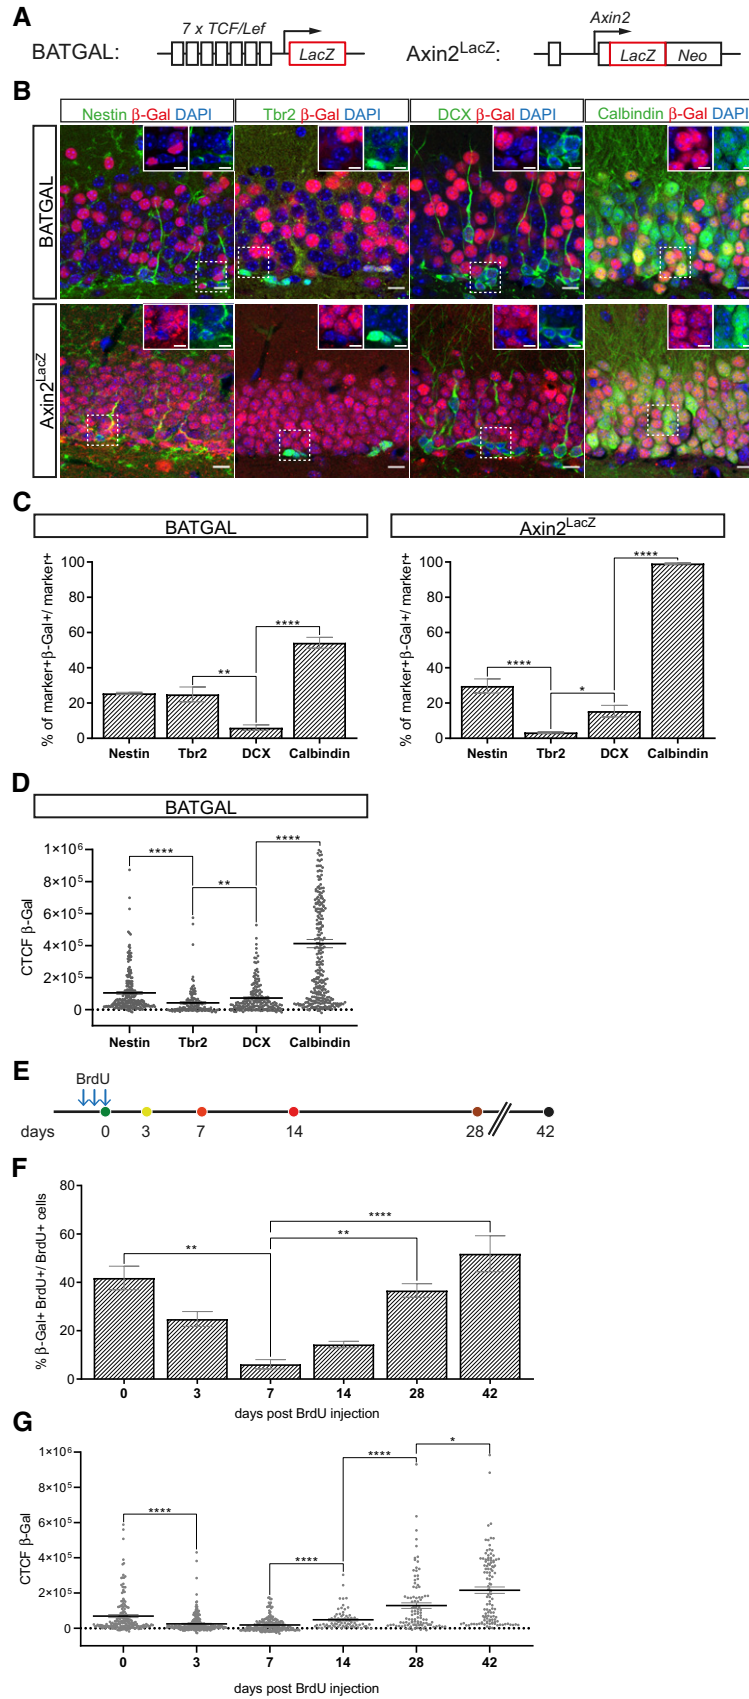 A
7 x TCF/Lef
Axin2
BATGAL:
LacZ
Axin2LacZ:
LacZ
Neo
B
Nestin β-Gal DAPI
Tbr2 β-Gal DAPI
DCX β-Gal DAPI
Calbindin β-Gal DAPI
BATGAL
Axin2LacZ
C
BATGAL
Axin2LacZ
% of marker+β-Gal+/ marker+
100
80
60
40
20
0
**
****
Nestin Tbr2 DCX Calbindin
% of marker+β-Gal+/ marker+
100
80
60
40
20
0
****
*
****
Nestin Tbr2 DCX Calbindin
D
BATGAL
CTCF β-Gal
1×10⁶
8×10⁵
6×10⁵
4×10⁵
2×10⁵
0
****
**
****
Nestin Tbr2 DCX Calbindin
E
BrdU
days 0 3 7 14 28 42
F
% β-Gal+ BrdU+/ BrdU+ cells
80
60
40
20
0
**
**
****
0 3 7 14 28 42
days post BrdU injection
G
CTCF β-Gal
1×10⁶
8×10⁵
6×10⁵
4×10⁵
2×10⁵
0
****
****
****
*
0 3 7 14 28 42
days post BrdU injection